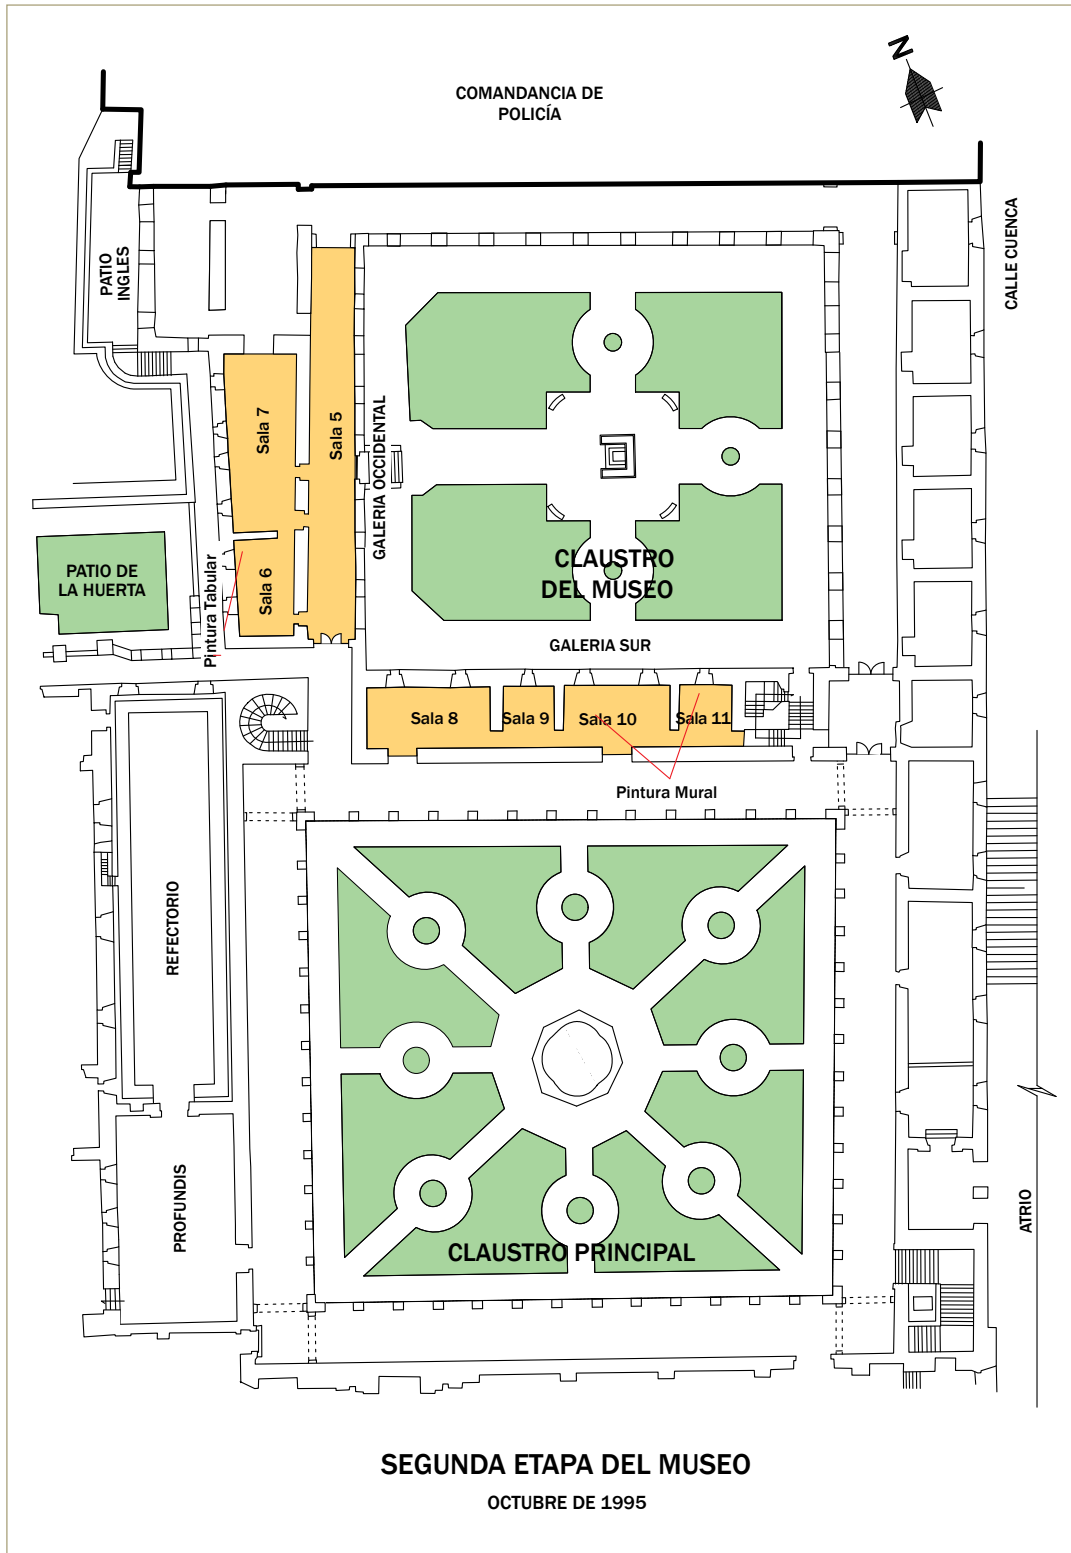 N
COMANDANCIA DE
POLICÍA
CALLE CUENCA
PATIO
INGLES
Sala 7
Sala 5
GALERIA OCCIDENTAL
CLAUSTRO
DEL MUSEO
PATIO DE
LA HUERTA
Pintura Tabular
Sala 6
GALERIA SUR
Sala 8
Sala 9
Sala 10
Sala 11
Pintura Mural
REFECTORIO
PROFUNDIS
CLAUSTRO PRINCIPAL
ATRIO
SEGUNDA ETAPA DEL MUSEO
OCTUBRE DE 1995